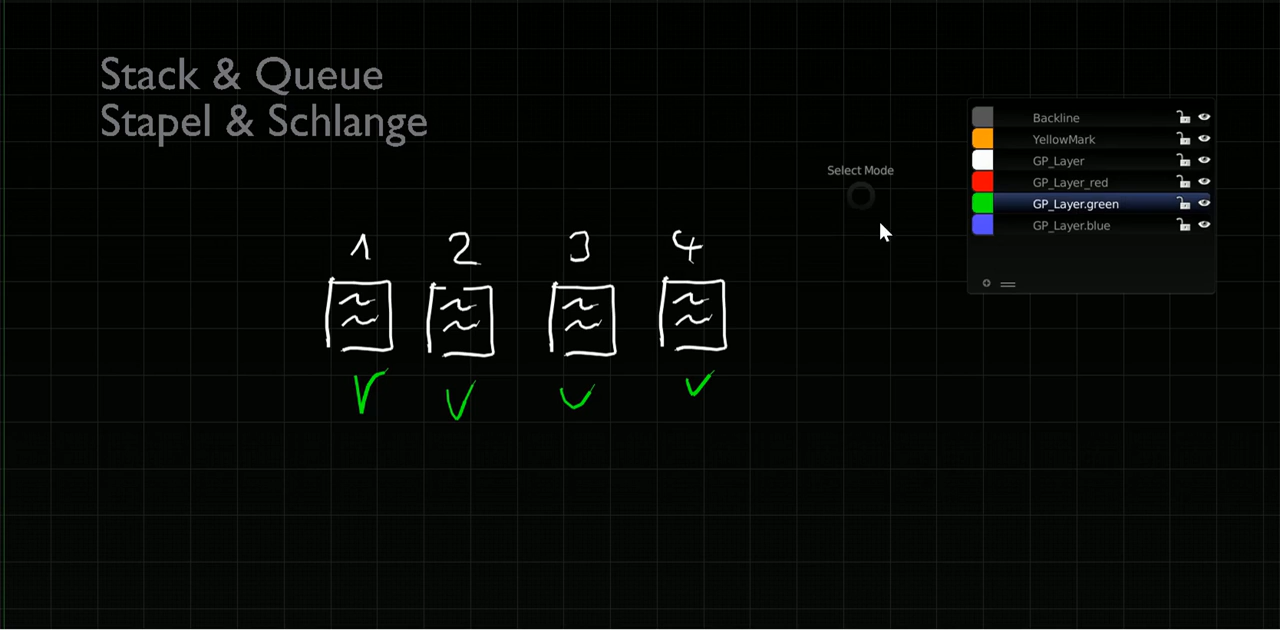 Stack & Queue
Stapel & Schlange
Select Mode
Backline
YellowMark
GP_Layer
GP_Layer_red
GP_Layer.green
GP_Layer.blue
1 2 3 4